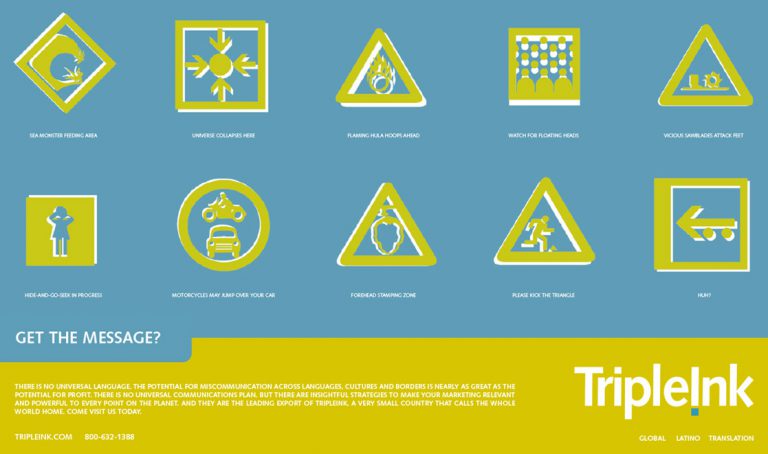 SEA MONSTER FEEDING AREA
UNIVERSE COLLAPSES HERE
FLAMING HULA HOOPS AHEAD
WATCH FOR FLOATING HEADS
VICIOUS SAWBLADES ATTACK FEET
HIDE-AND-GO-SEEK IN PROGRESS
MOTORCYCLES MAY JUMP OVER YOUR CAR
FOREHEAD STAMPING ZONE
PLEASE KICK THE TRIANGLE
HUH?
GET THE MESSAGE?
THERE IS NO UNIVERSAL LANGUAGE. THE POTENTIAL FOR MISCOMMUNICATION ACROSS LANGUAGES, CULTURES AND BORDERS IS NEARLY AS GREAT AS THE
POTENTIAL FOR PROFIT. THERE IS NO UNIVERSAL COMMUNICATIONS PLAN. BUT THERE ARE INSIGHTFUL STRATEGIES TO MAKE YOUR MARKETING RELEVANT
AND POWERFUL TO EVERY POINT ON THE PLANET. AND THEY ARE THE LEADING EXPORT OF TRIPLEINK, A VERY SMALL COUNTRY THAT CALLS THE WHOLE
WORLD HOME. COME VISIT US TODAY.
TRIPLEINK.COM 800-632-1388
TripleInk
GLOBAL LATINO TRANSLATION